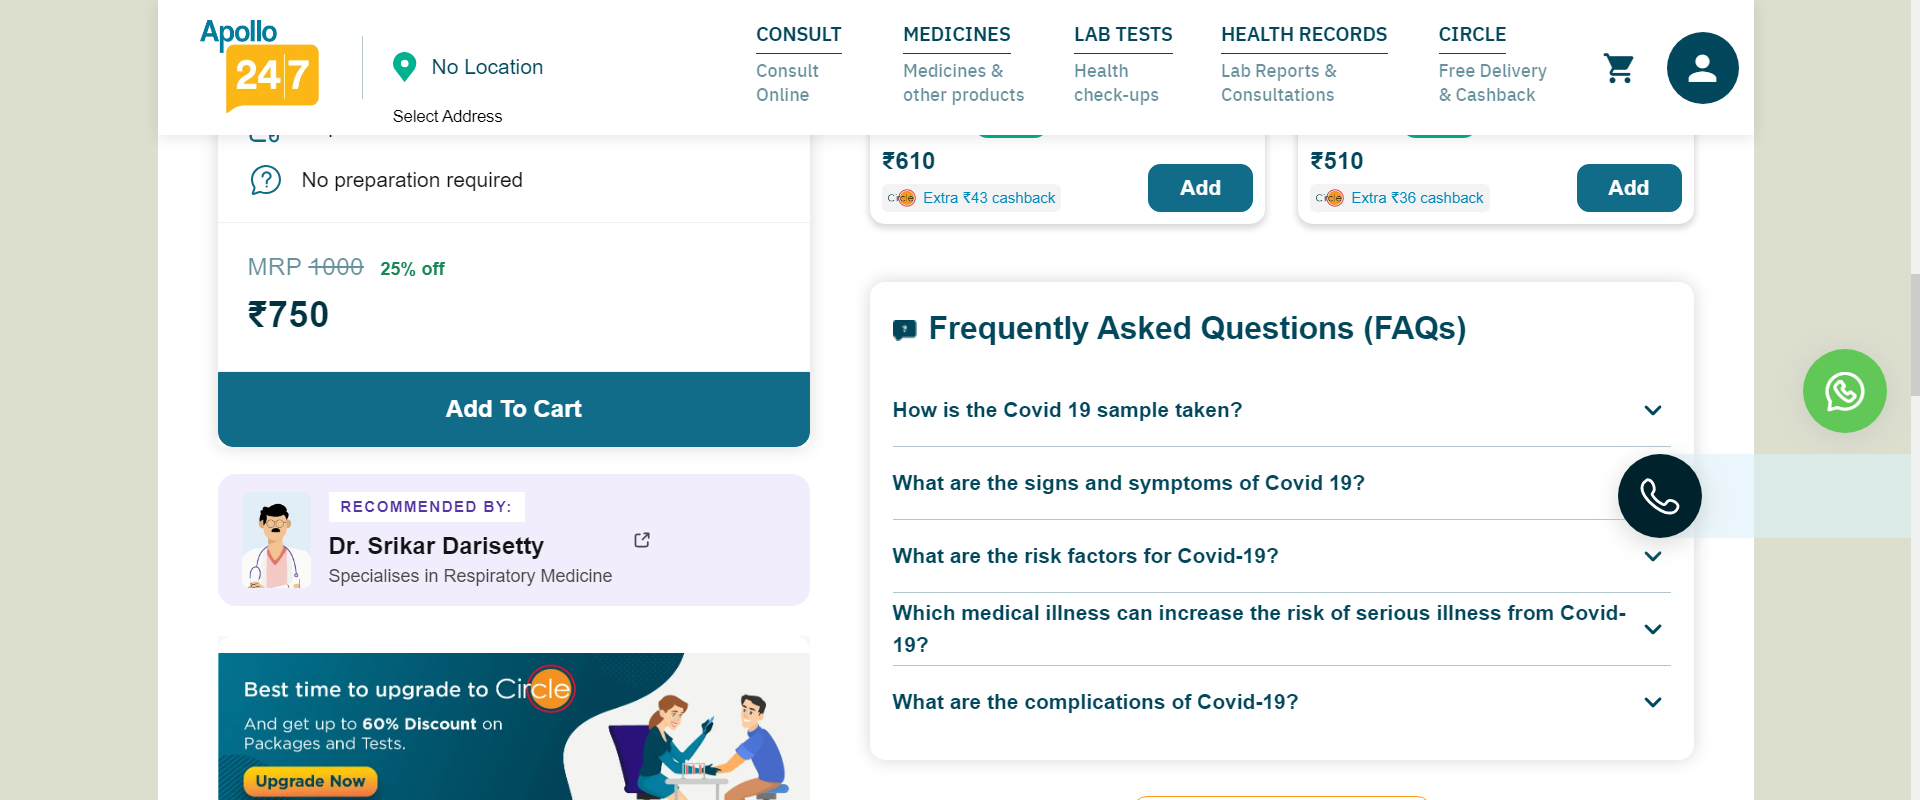 Apollo
24|7
No Location
Select Address
CONSULT
Consult
Online
MEDICINES
Medicines &
other products
LAB TESTS
Health
check-ups
HEALTH RECORDS
Lab Reports &
Consultations
CIRCLE
Free Delivery
& Cashback
No preparation required
MRP 1000 25% off
₹750
Add To Cart
RECOMMENDED BY:
Dr. Srikar Darisetty
Specialises in Respiratory Medicine
Best time to upgrade to Circle
And get up to 60% Discount on
Packages and Tests.
Upgrade Now
₹610
Circle Extra ₹43 cashback
Add
₹510
Circle Extra ₹36 cashback
Add
Frequently Asked Questions (FAQs)
How is the Covid 19 sample taken?
What are the signs and symptoms of Covid 19?
What are the risk factors for Covid-19?
Which medical illness can increase the risk of serious illness from Covid-
19?
What are the complications of Covid-19?